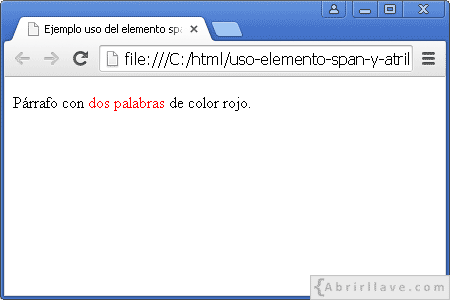 Ejemplo uso del elemento spa
file:///C:/html/uso-elemento-span-y-atril
Párrafo con dos palabras de color rojo.
{Abrirllave.com